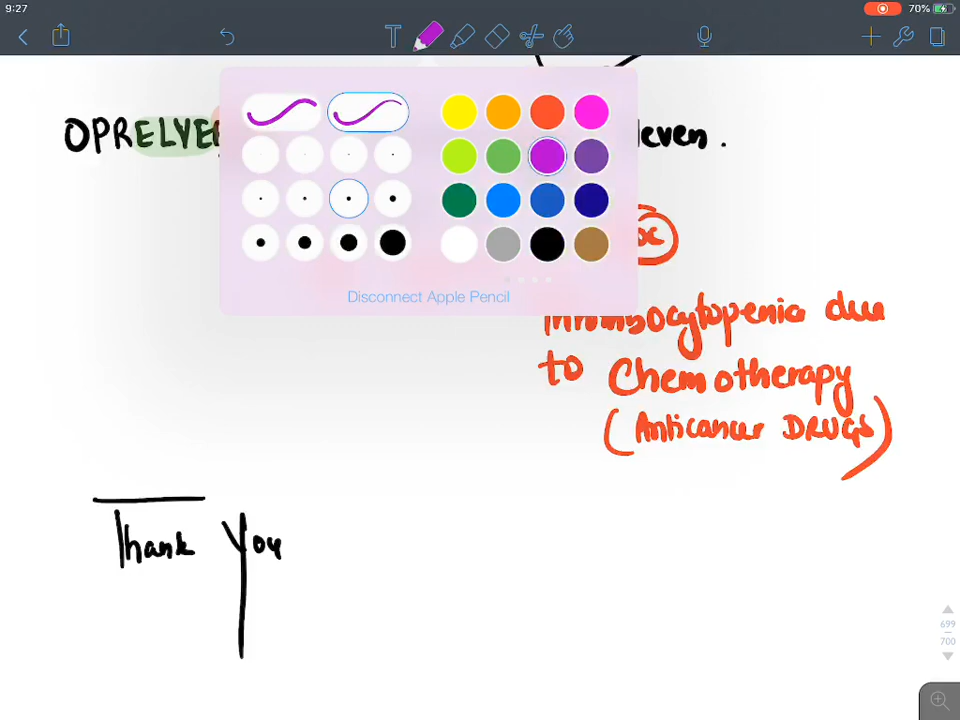 9:27
70%
T
OPRELVE
leven .
Thrombocytopenia due
to Chemotherapy
(Anticancer DRUGS)
Disconnect Apple Pencil
Thank You
699
700